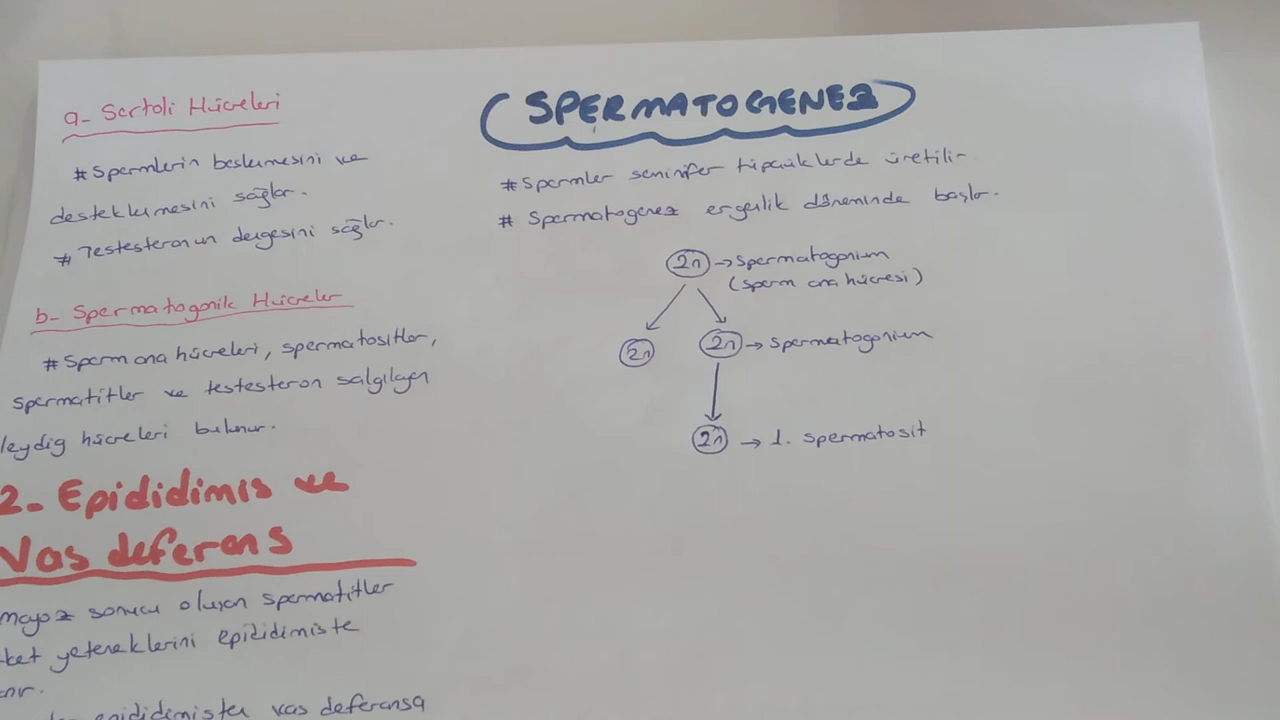 a- Sertoli Hücreleri
# Spermlerin beslenmesini ve
desteklenmesini sağlar.
# Testesteronun dengesini sağlar.
b- Spermatogonik Hücreler
# Sperm ana hücreleri, spermatositler,
spermatitler ve testesteron salgılayan
leydig hücreleri bulunur.
2- Epididimis ve
Vas deferens
mayoz sonucu oluşan spermatitler
ket yeteneklerini epididimiste
epididimisten vas deferensa
SPERMATOGENEZ
# Spermler seminifer tüpçüklerde üretilir
# Spermatogenez ergenlik döneminde başlar.
2n → Spermatogonium
(Sperm ana hücresi)
2n 2n → Spermatogonium
2n → 1. spermatosit